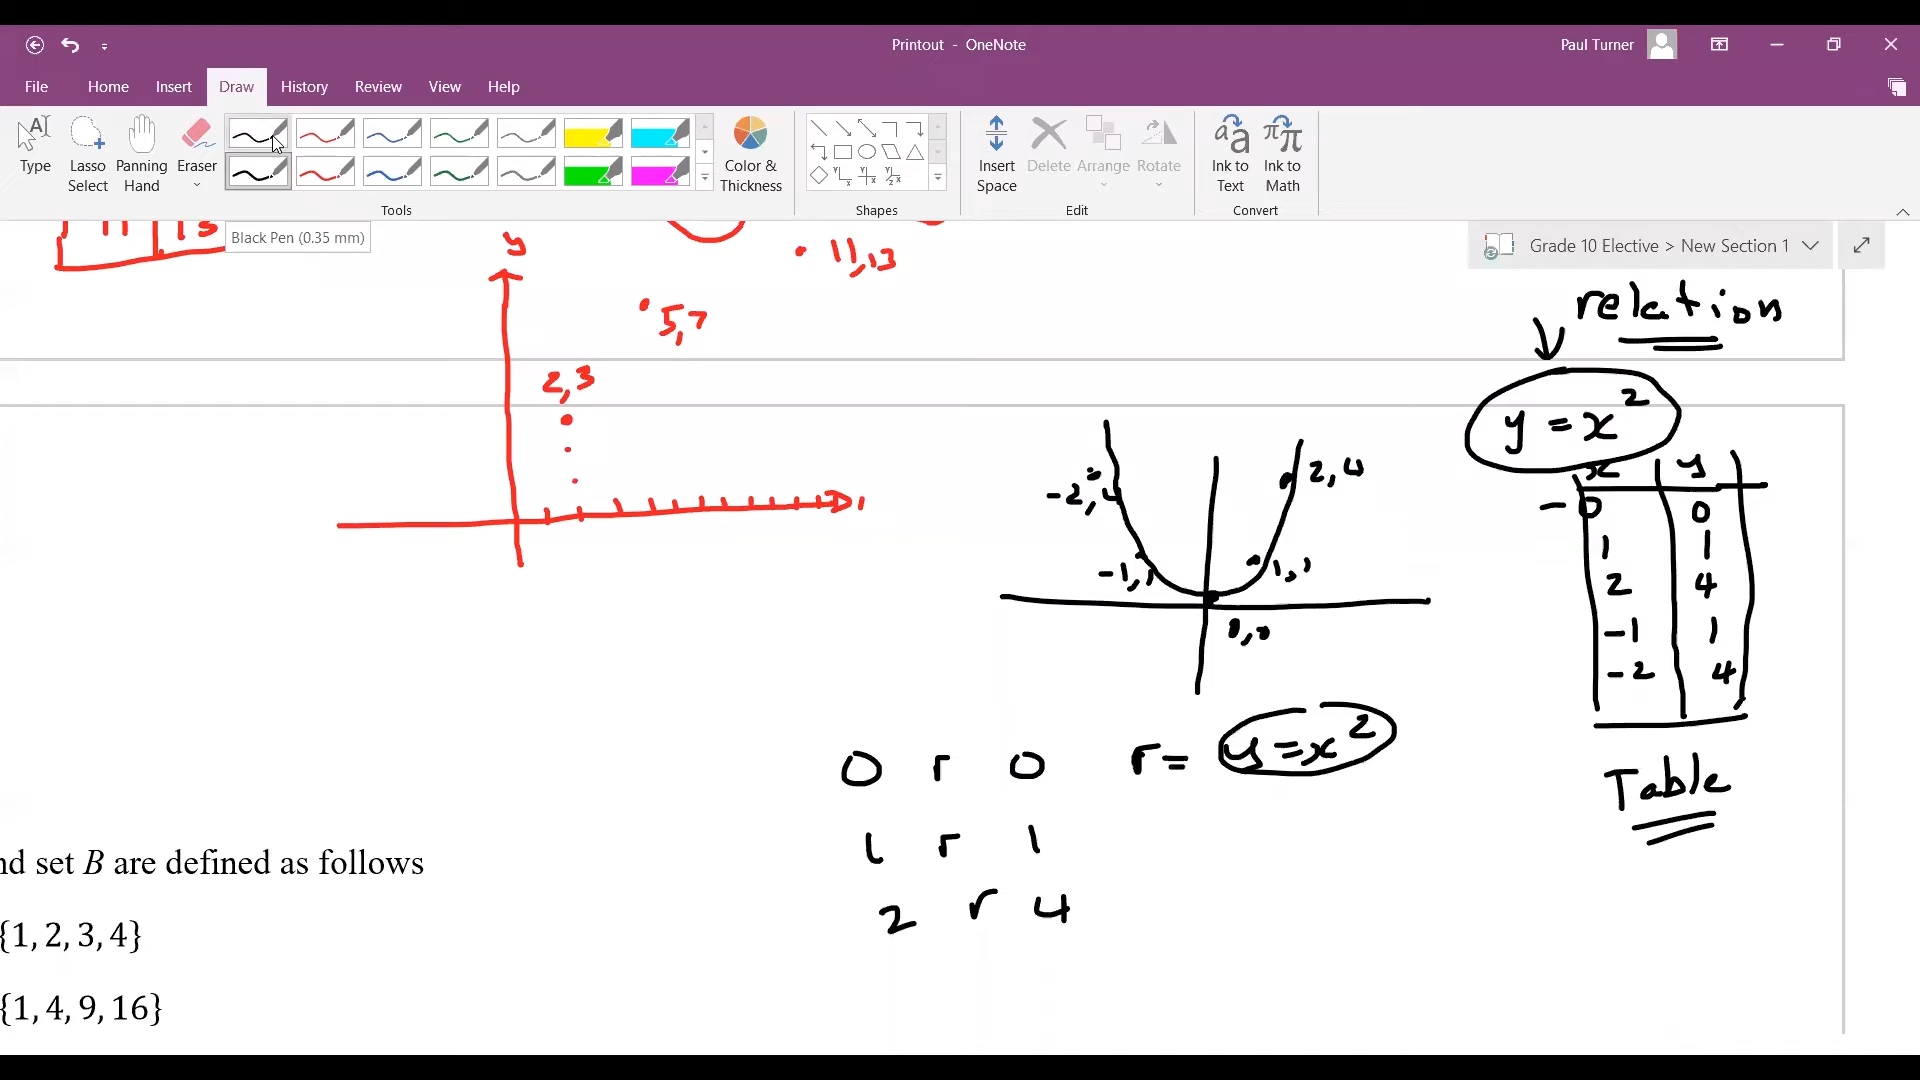 Printout - OneNote
Paul Turner
File Home Insert Draw History Review View Help
Type
Lasso Select
Panning Hand
Eraser
Color & Thickness
Insert Space
Delete
Arrange
Rotate
Ink to Text
Ink to Math
Tools
Shapes
Edit
Convert
Black Pen (0.35 mm)
Grade 10 Elective > New Section 1
y
11,13
5,7
2,3
relation
y = x²
x y
-0 0
1 1
2 4
-1 1
-2 4
Table
-2,4
2,4
-1,1
1,1
0,0
0 r 0 r = y=x²
1 r 1
2 r 4
nd set B are defined as follows
{1, 2, 3, 4}
{1, 4, 9, 16}